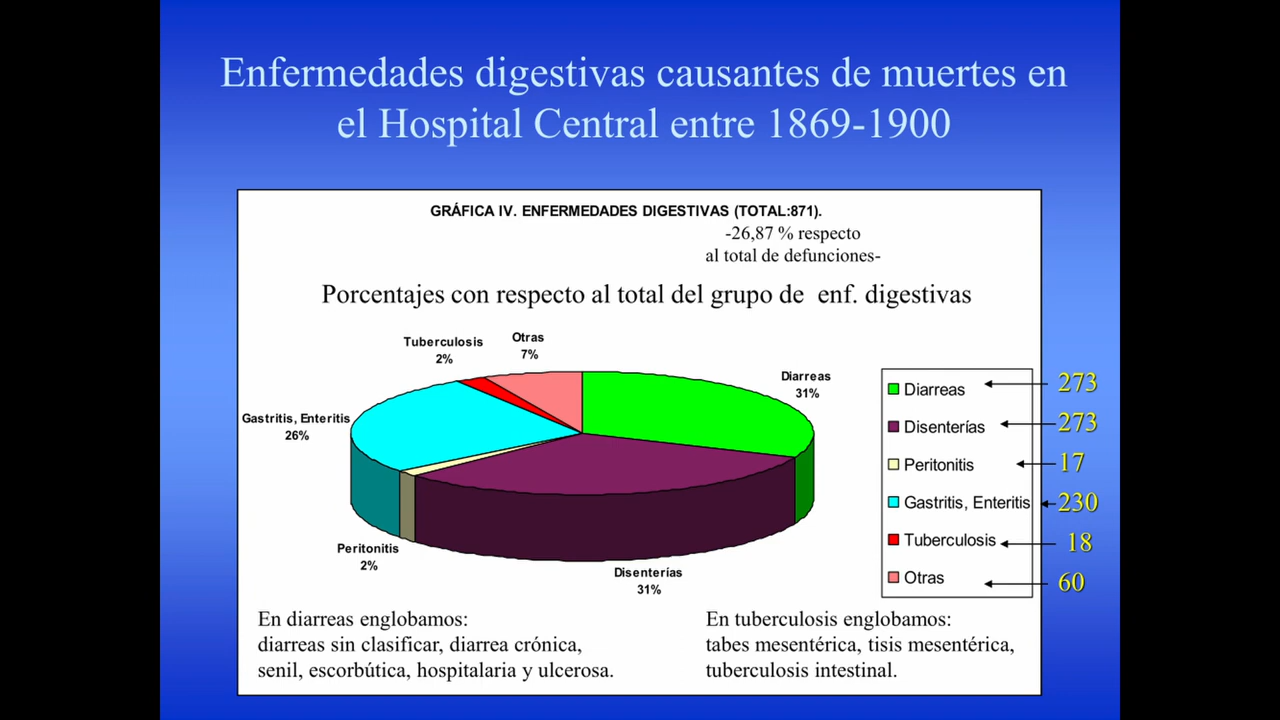 Enfermedades digestivas causantes de muertes en
el Hospital Central entre 1869-1900
GRÁFICA IV. ENFERMEDADES DIGESTIVAS (TOTAL:871).
-26,87 % respecto
al total de defunciones-
Porcentajes con respecto al total del grupo de enf. digestivas
Tuberculosis
2%
Otras
7%
Diarreas
31%
Gastritis, Enteritis
26%
Peritonitis
2%
Disenterías
31%
Diarreas 273
Disenterías 273
Peritonitis 17
Gastritis, Enteritis 230
Tuberculosis 18
Otras 60
En diarreas englobamos:
diarreas sin clasificar, diarrea crónica,
senil, escorbútica, hospitalaria y ulcerosa.
En tuberculosis englobamos:
tabes mesentérica, tisis mesentérica,
tuberculosis intestinal.